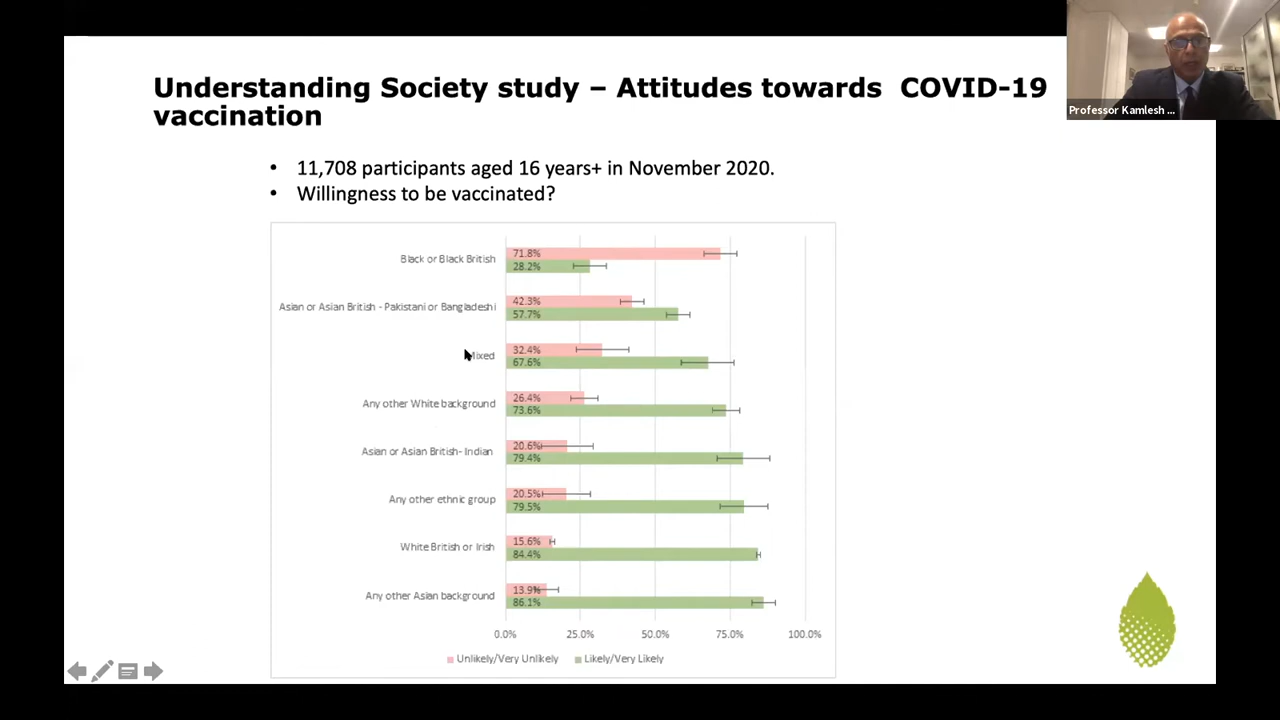 Understanding Society study – Attitudes towards COVID-19
vaccination
Professor Kamlesh ...
• 11,708 participants aged 16 years+ in November 2020.
• Willingness to be vaccinated?
Black or Black British
71.8%
28.2%
Asian or Asian British - Pakistani or Bangladeshi
42.3%
57.7%
Mixed
32.4%
67.6%
Any other White background
26.4%
73.6%
Asian or Asian British- Indian
20.6%
79.4%
Any other ethnic group
20.5%
79.5%
White British or Irish
15.6%
84.4%
Any other Asian background
13.9%
86.1%
0.0% 25.0% 50.0% 75.0% 100.0%
Unlikely/Very Unlikely Likely/Very Likely